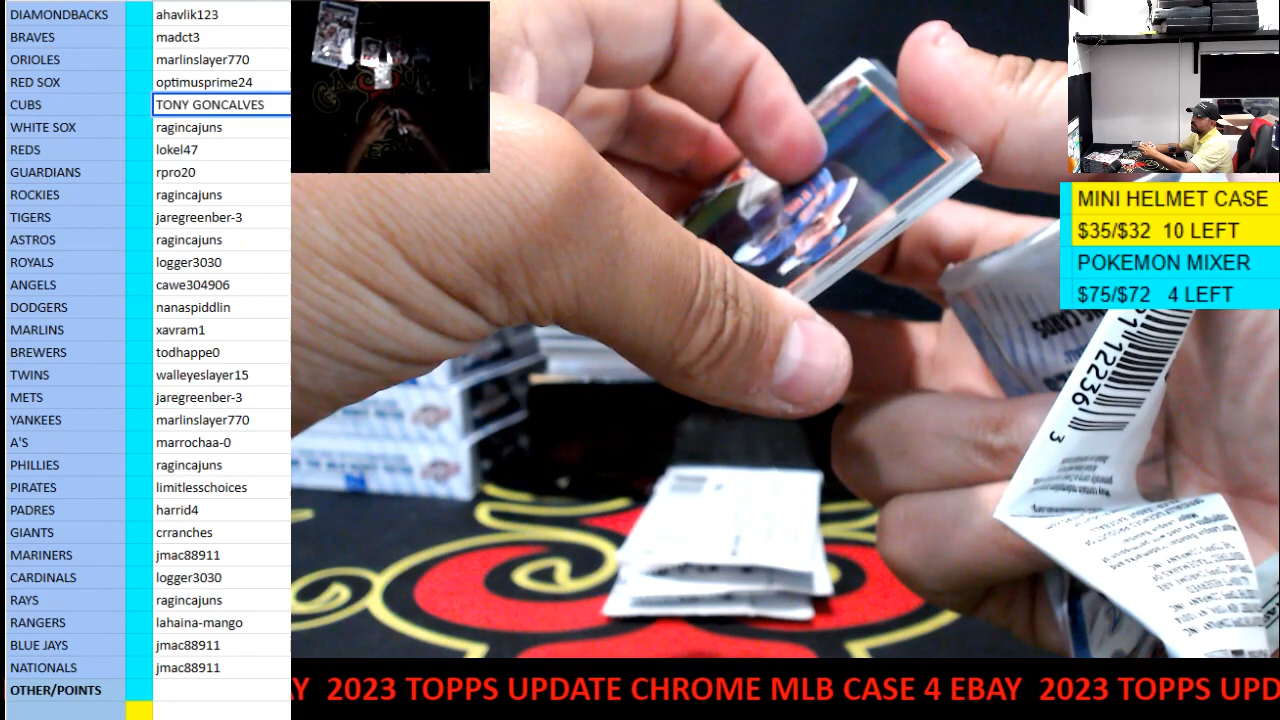 DIAMONDBACKS ahavlik123
BRAVES madct3
ORIOLES marlinslayer770
RED SOX optimusprime24
CUBS TONY GONCALVES
WHITE SOX ragincajuns
REDS lokel47
GUARDIANS rpro20
ROCKIES ragincajuns
TIGERS jaregreenber-3
ASTROS ragincajuns
ROYALS logger3030
ANGELS cawe304906
DODGERS nanaspiddlin
MARLINS xavram1
BREWERS todhappe0
TWINS walleyeslayer15
METS jaregreenber-3
YANKEES marlinslayer770
A'S marrochaa-0
PHILLIES ragincajuns
PIRATES limitlesschoices
PADRES harrid4
GIANTS crranches
MARINERS jmac88911
CARDINALS logger3030
RAYS ragincajuns
RANGERS lahaina-mango
BLUE JAYS jmac88911
NATIONALS jmac88911
OTHER/POINTS
MINI HELMET CASE
$35/$32 10 LEFT
POKEMON MIXER
$75/$72 4 LEFT
12236 3
AY 2023 TOPPS UPDATE CHROME MLB CASE 4 EBAY 2023 TOPPS UPD